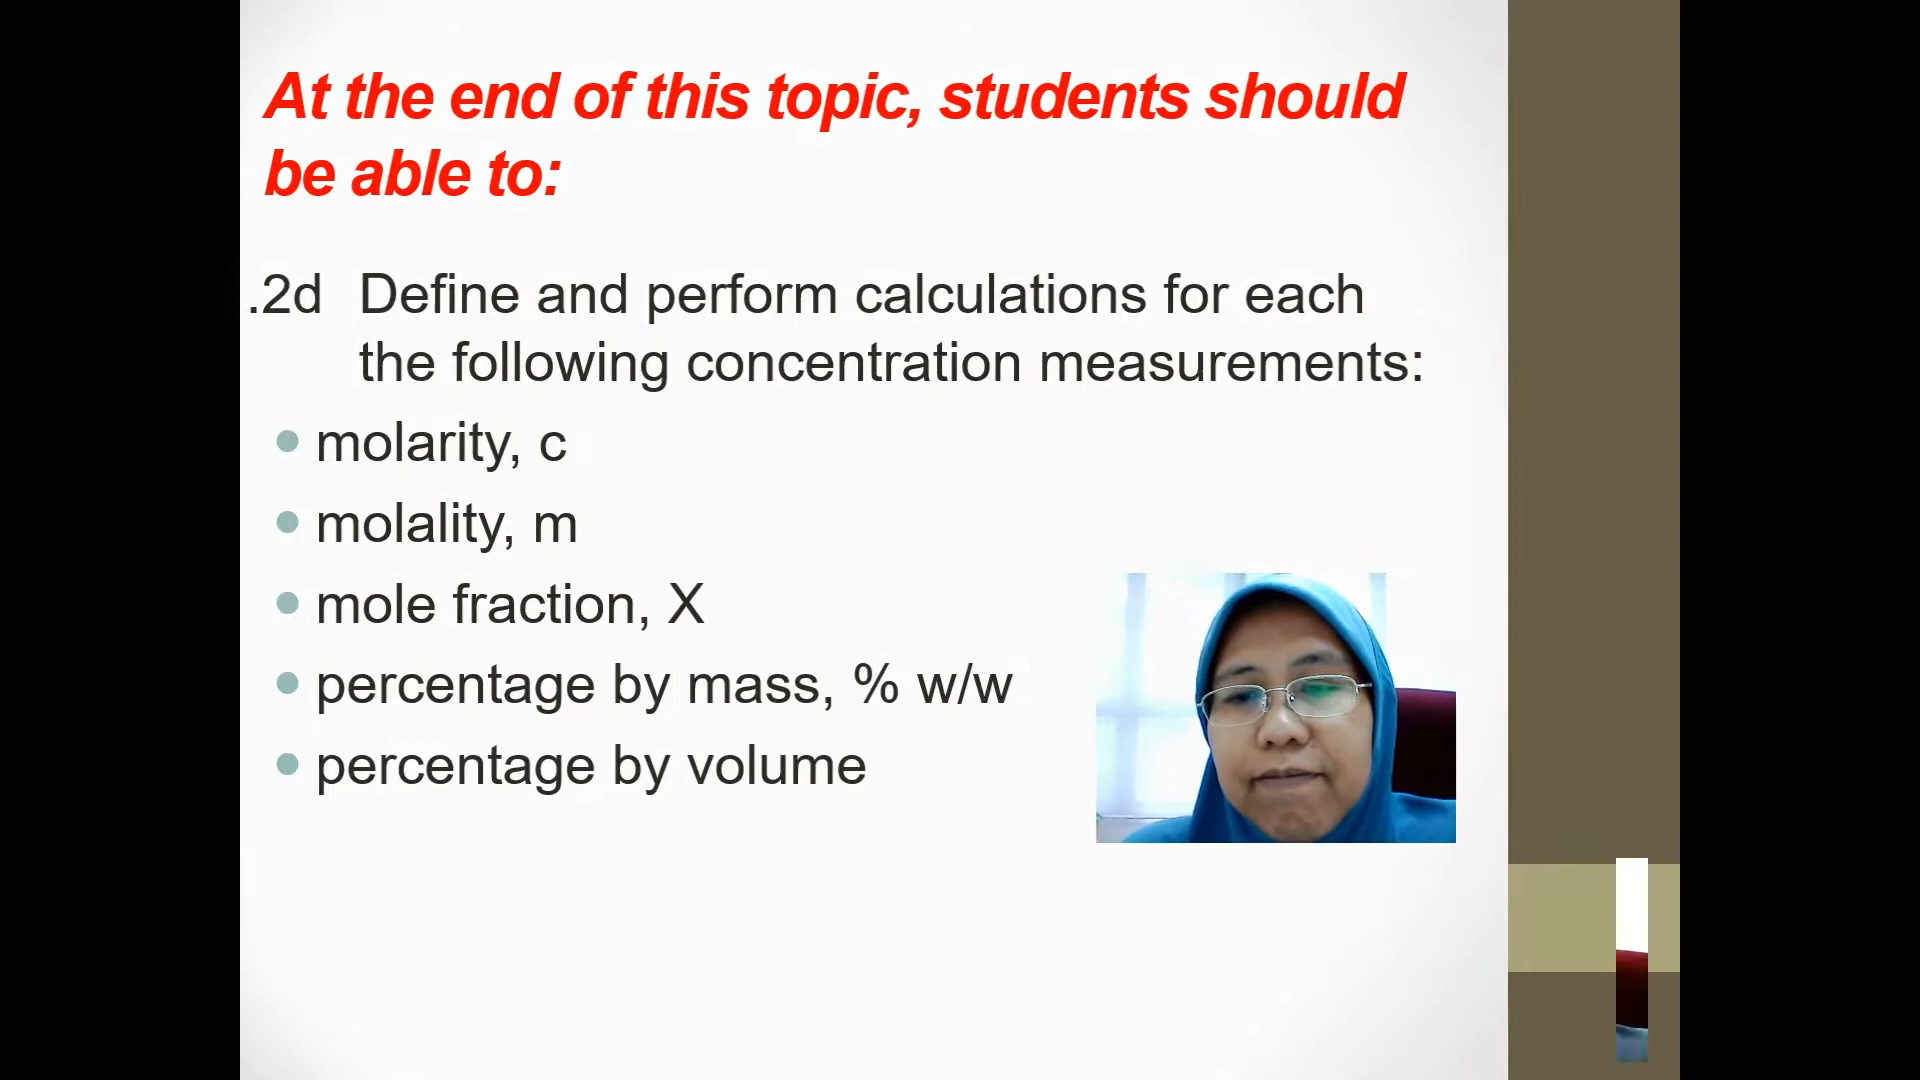 At the end of this topic, students should
be able to:
.2d Define and perform calculations for each
the following concentration measurements:
molarity, c
molality, m
mole fraction, X
percentage by mass, % w/w
percentage by volume